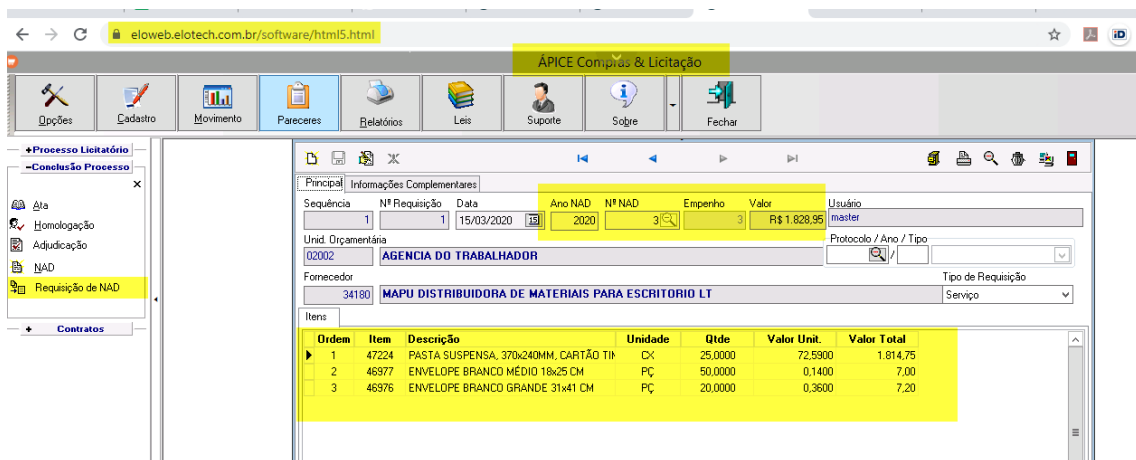 eloweb.elotech.com.br/software/html5.html
iD
ÁPICE Compras & Licitação
Opções Cadastro Movimento Pareceres Relatórios Leis Suporte Sobre Fechar
+Processo Licitatório
-Conclusão Processo
x
Ata
Homologação
Adjudicação
NAD
Requisição de NAD
+ Contratos
Principal Informações Complementares
Sequência Nº Requisição Data Ano NAD Nº NAD Empenho Valor Usuário
1 1 15/03/2020 15 2020 3 3 R$ 1.828,95 master
Unid. Orçamentária Protocolo / Ano / Tipo
02002 AGENCIA DO TRABALHADOR /
Fornecedor Tipo de Requisição
34180 MAPU DISTRIBUIDORA DE MATERIAIS PARA ESCRITORIO LT Serviço
Itens
Ordem Item Descrição Unidade Qtde Valor Unit. Valor Total
1 47224 PASTA SUSPENSA, 370x240MM, CARTÃO TIN CX 25,0000 72,5900 1.814,75
2 46977 ENVELOPE BRANCO MÉDIO 18x25 CM PÇ 50,0000 0,1400 7,00
3 46976 ENVELOPE BRANCO GRANDE 31x41 CM PÇ 20,0000 0,3600 7,20